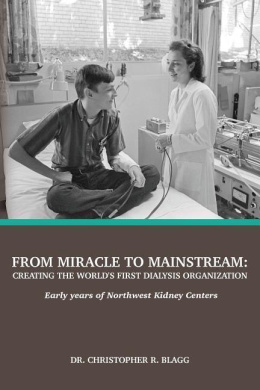 FROM MIRACLE TO MAINSTREAM:
CREATING THE WORLD'S FIRST DIALYSIS ORGANIZATION
Early years of Northwest Kidney Centers
DR. CHRISTOPHER R. BLAGG